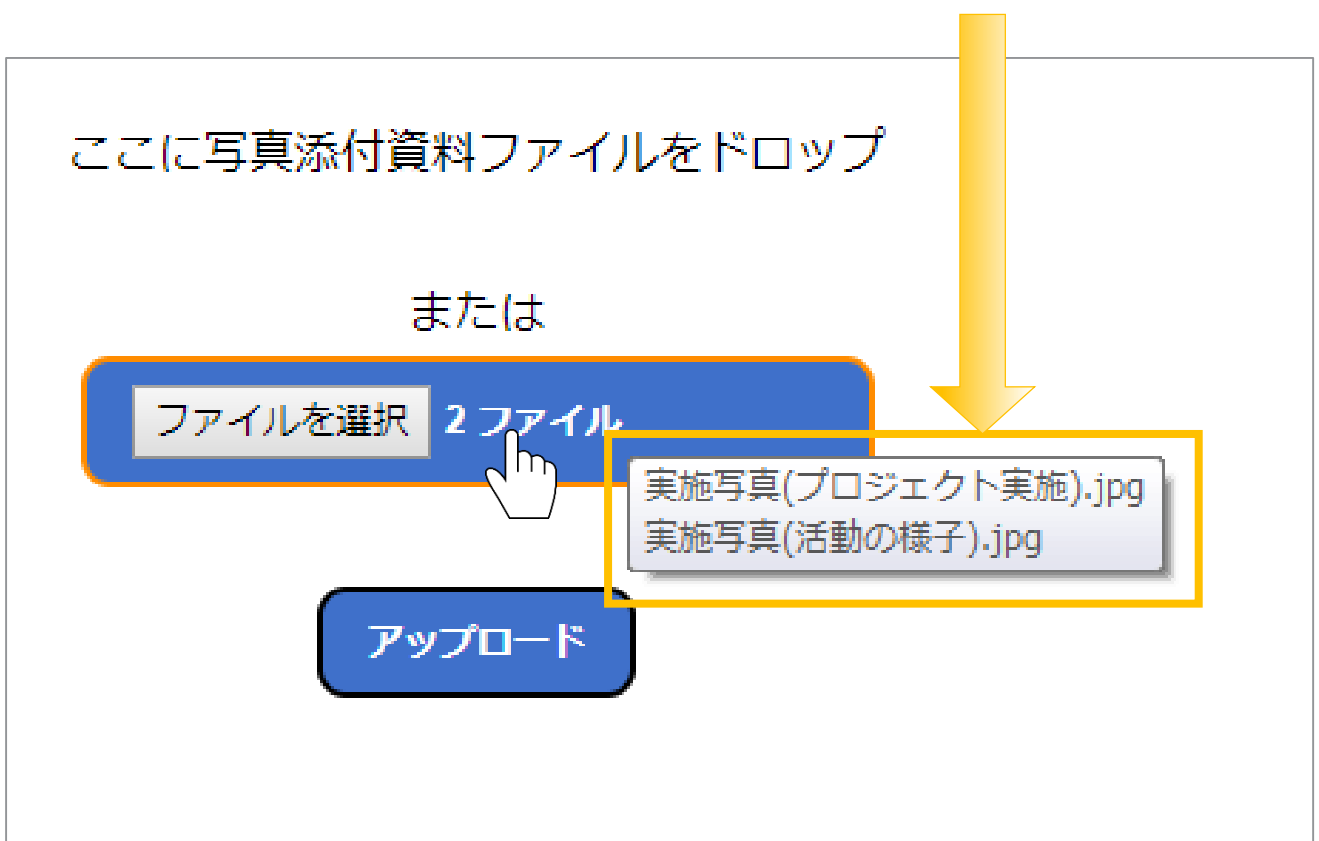 ここに写真添付資料ファイルをドロップ
または
ファイルを選択 2 ファイル
実施写真(プロジェクト実施).jpg
実施写真(活動の様子).jpg
アップロード